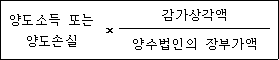 양도소득 또는
양도손실
×
감가상각액
양수법인의 장부가액